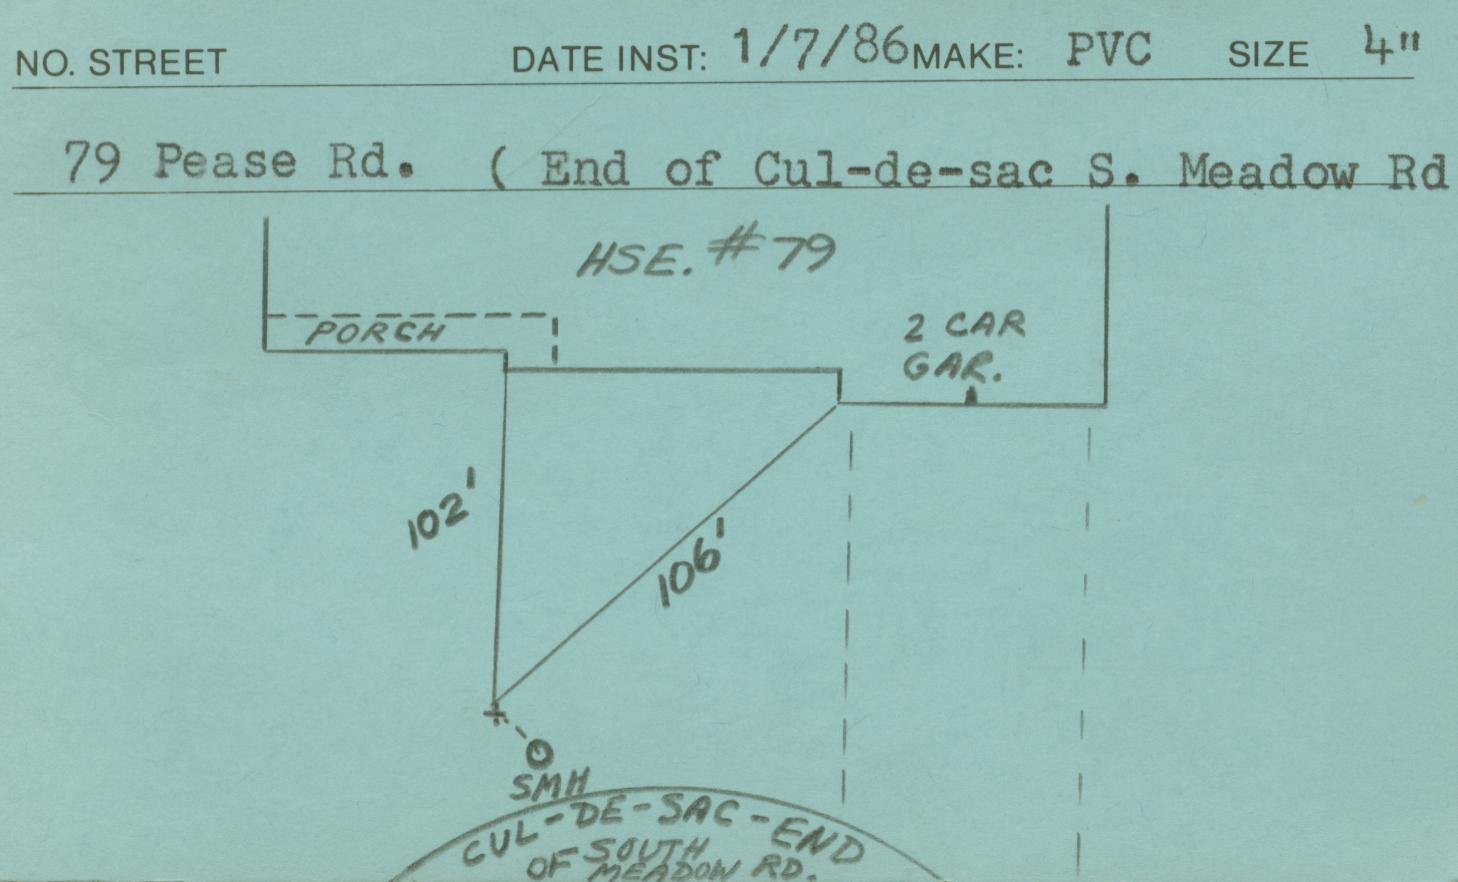 NO. STREET DATE INST: 1/7/86 MAKE: PVC SIZE 4"
79 Pease Rd. ( End of Cul-de-sac S. Meadow Rd
HSE. #79
PORCH
2 CAR
GAR.
102'
106'
SMH
CUL-DE-SAC-END
OF SOUTH
MEADOW RD.